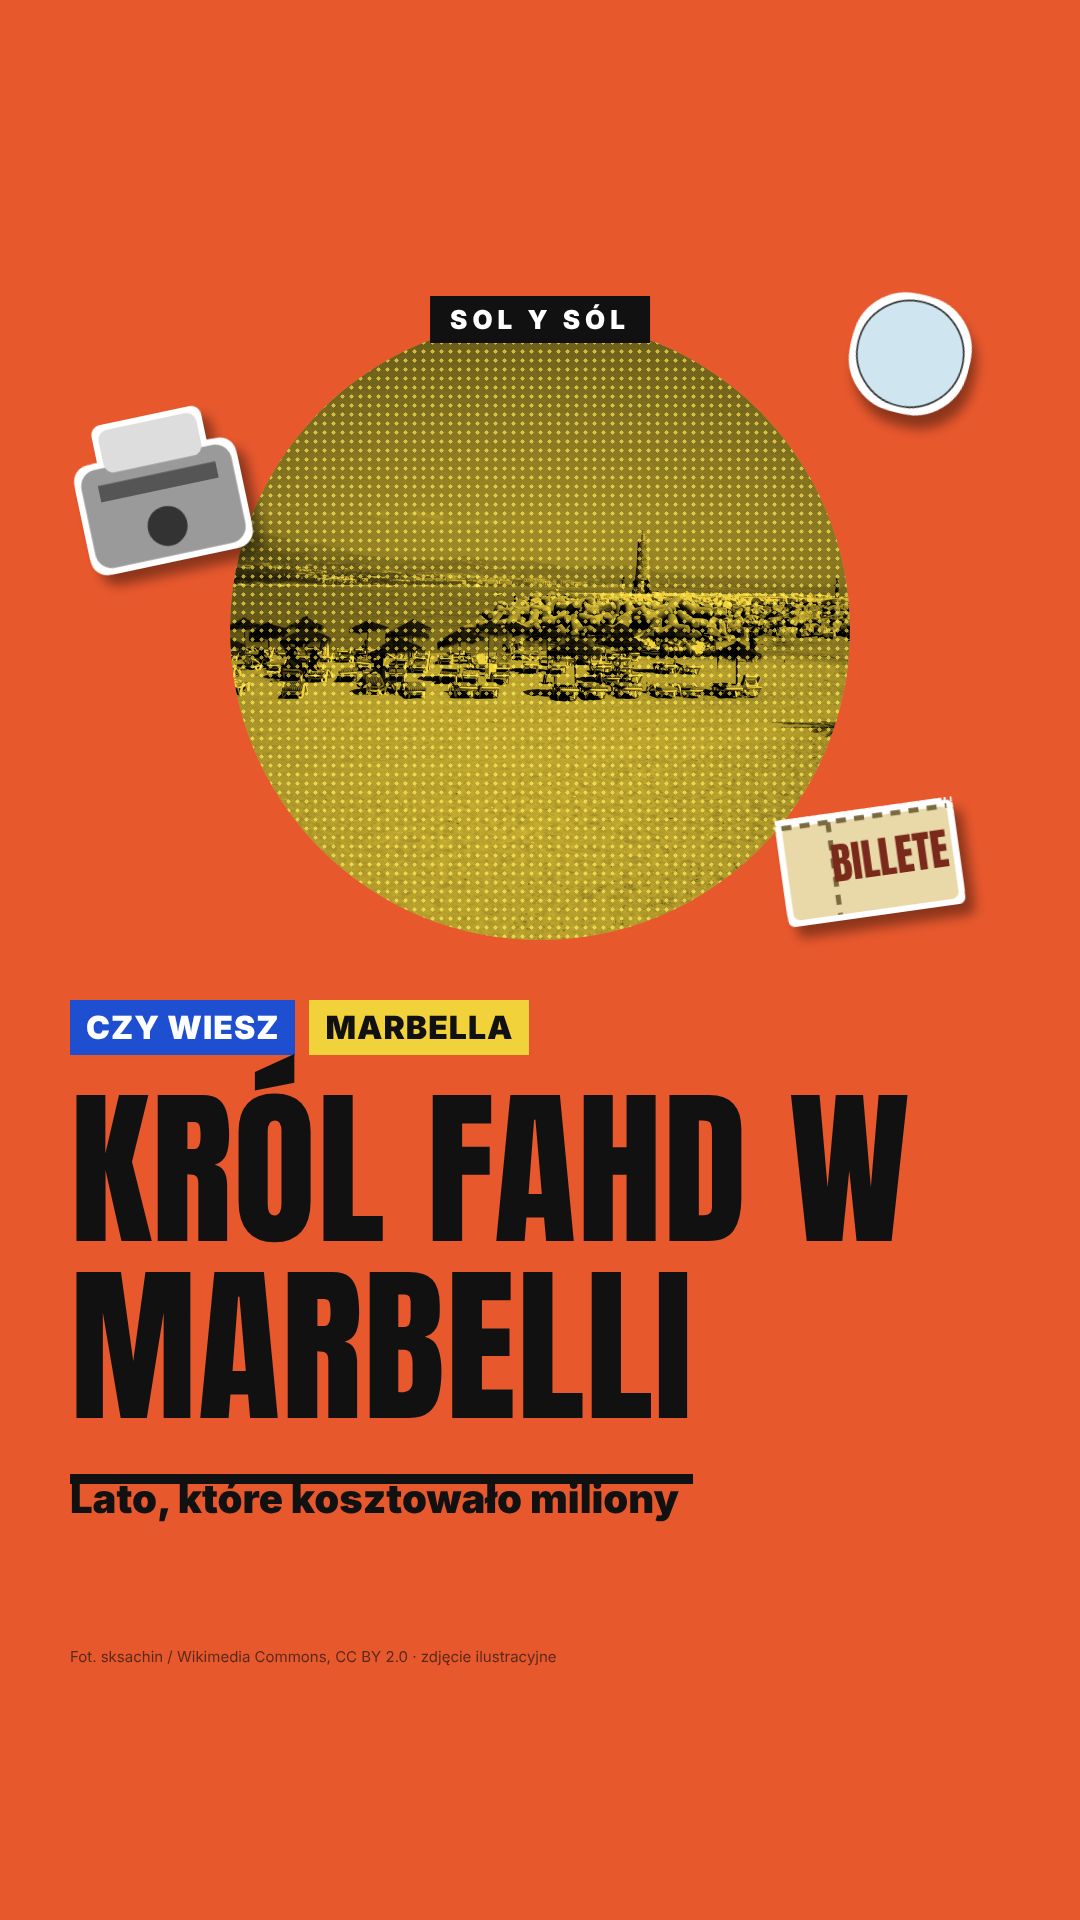 SOL Y SÓL
BILLETE
CZY WIESZ
MARBELLA
KRÓL FAHD W
MARBELLI
Lato, które kosztowało miliony
Fot. sksachin / Wikimedia Commons, CC BY 2.0 · zdjęcie ilustracyjne